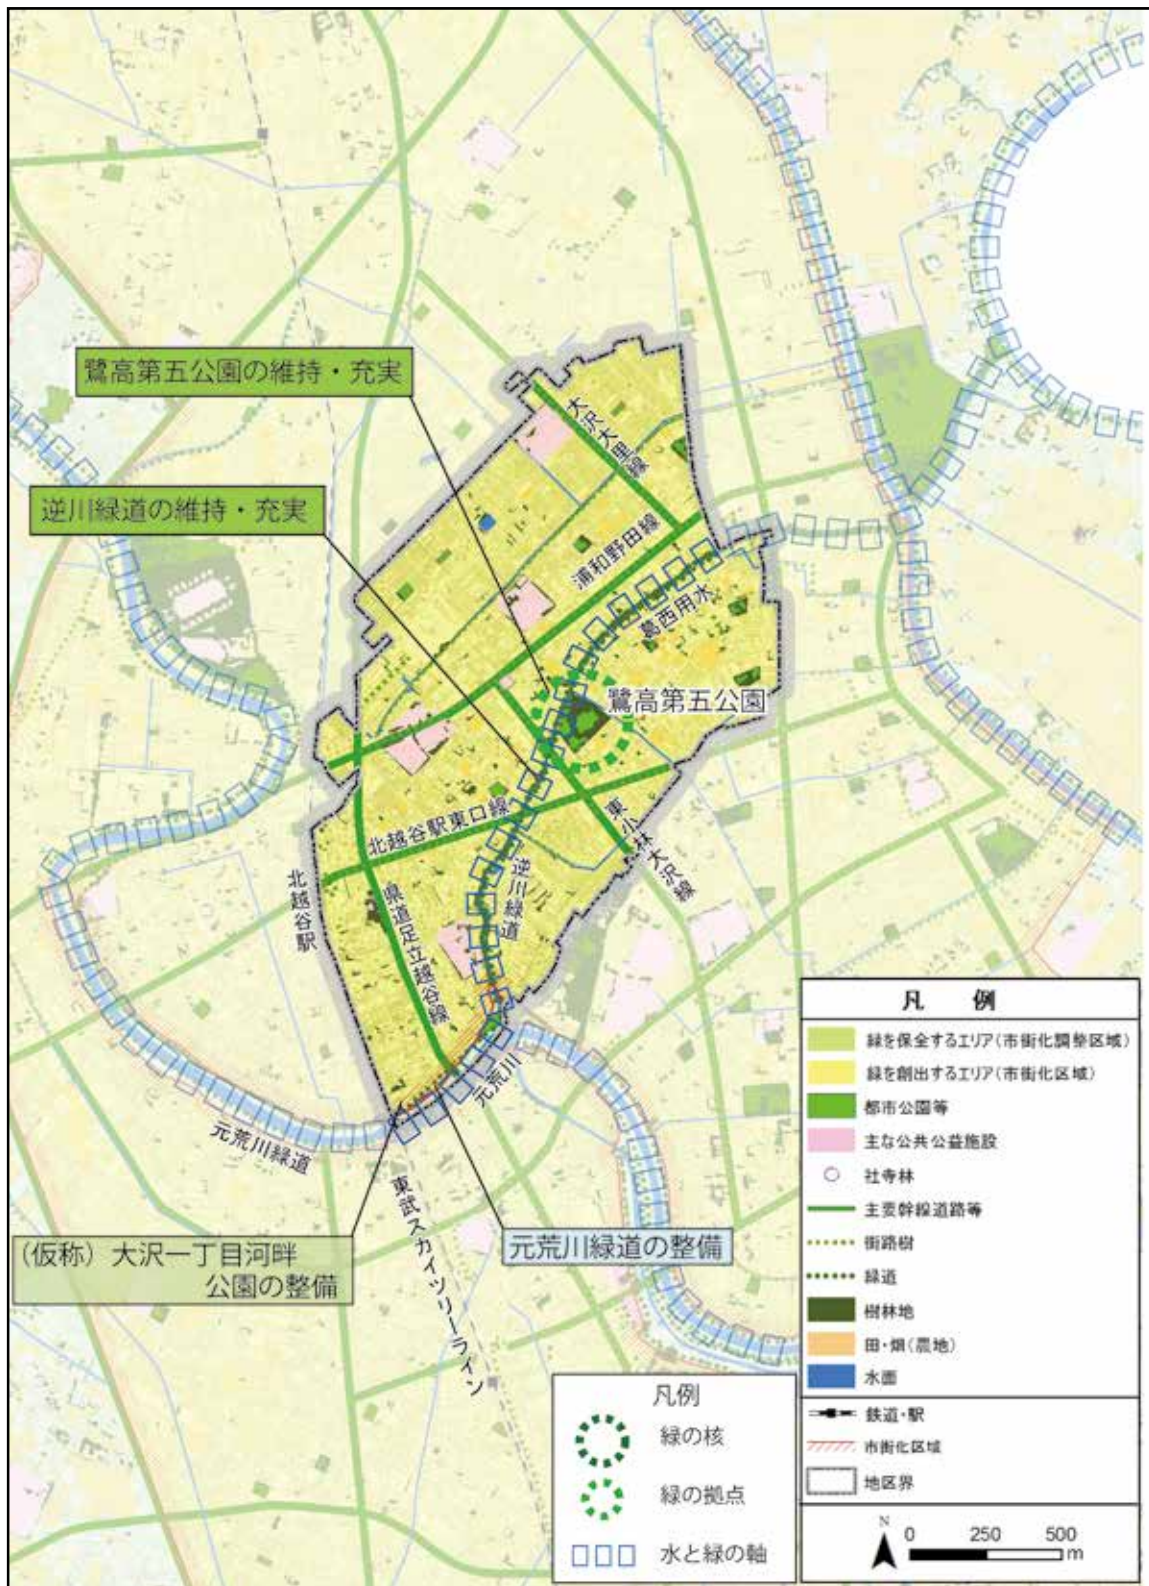 鷺高第五公園の維持・充実
大沢大里線
逆川緑道の維持・充実
浦和野田線
葛西用水
鷺高第五公園
北越谷駅東口線
東小林大沢線
逆川緑道
北越谷駅
県道足立越谷線
元荒川
元荒川緑道
東武スカイツリーライン
元荒川緑道の整備
(仮称)大沢一丁目河畔
公園の整備
凡例
緑の核
緑の拠点
水と緑の軸
凡 例
緑を保全するエリア(市街化調整区域)
緑を創出するエリア(市街化区域)
都市公園等
主な公共公益施設
社寺林
主要幹線道路等
街路樹
緑道
樹林地
田・畑(農地)
水面
鉄道・駅
市街化区域
地区界
N
0 250 500
m